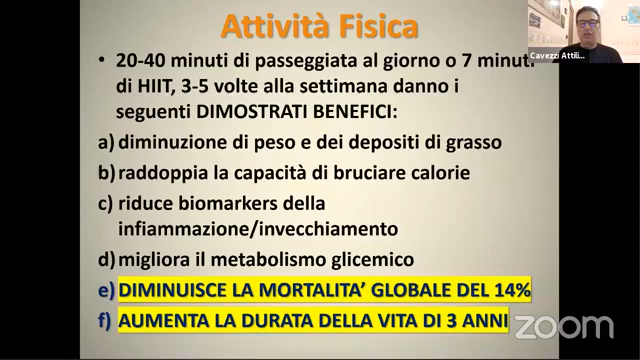 Attività Fisica
• 20-40 minuti di passeggiata al giorno o 7 minuti
di HIIT, 3-5 volte alla settimana danno i
seguenti DIMOSTRATI BENEFICI:
a) diminuzione di peso e dei depositi di grasso
b) raddoppia la capacità di bruciare calorie
c) riduce biomarkers della
infiammazione/invecchiamento
d) migliora il metabolismo glicemico
e) DIMINUISCE LA MORTALITA’ GLOBALE DEL 14%
f) AUMENTA LA DURATA DELLA VITA DI 3 ANNI
Cavezzi Attili...
zoom